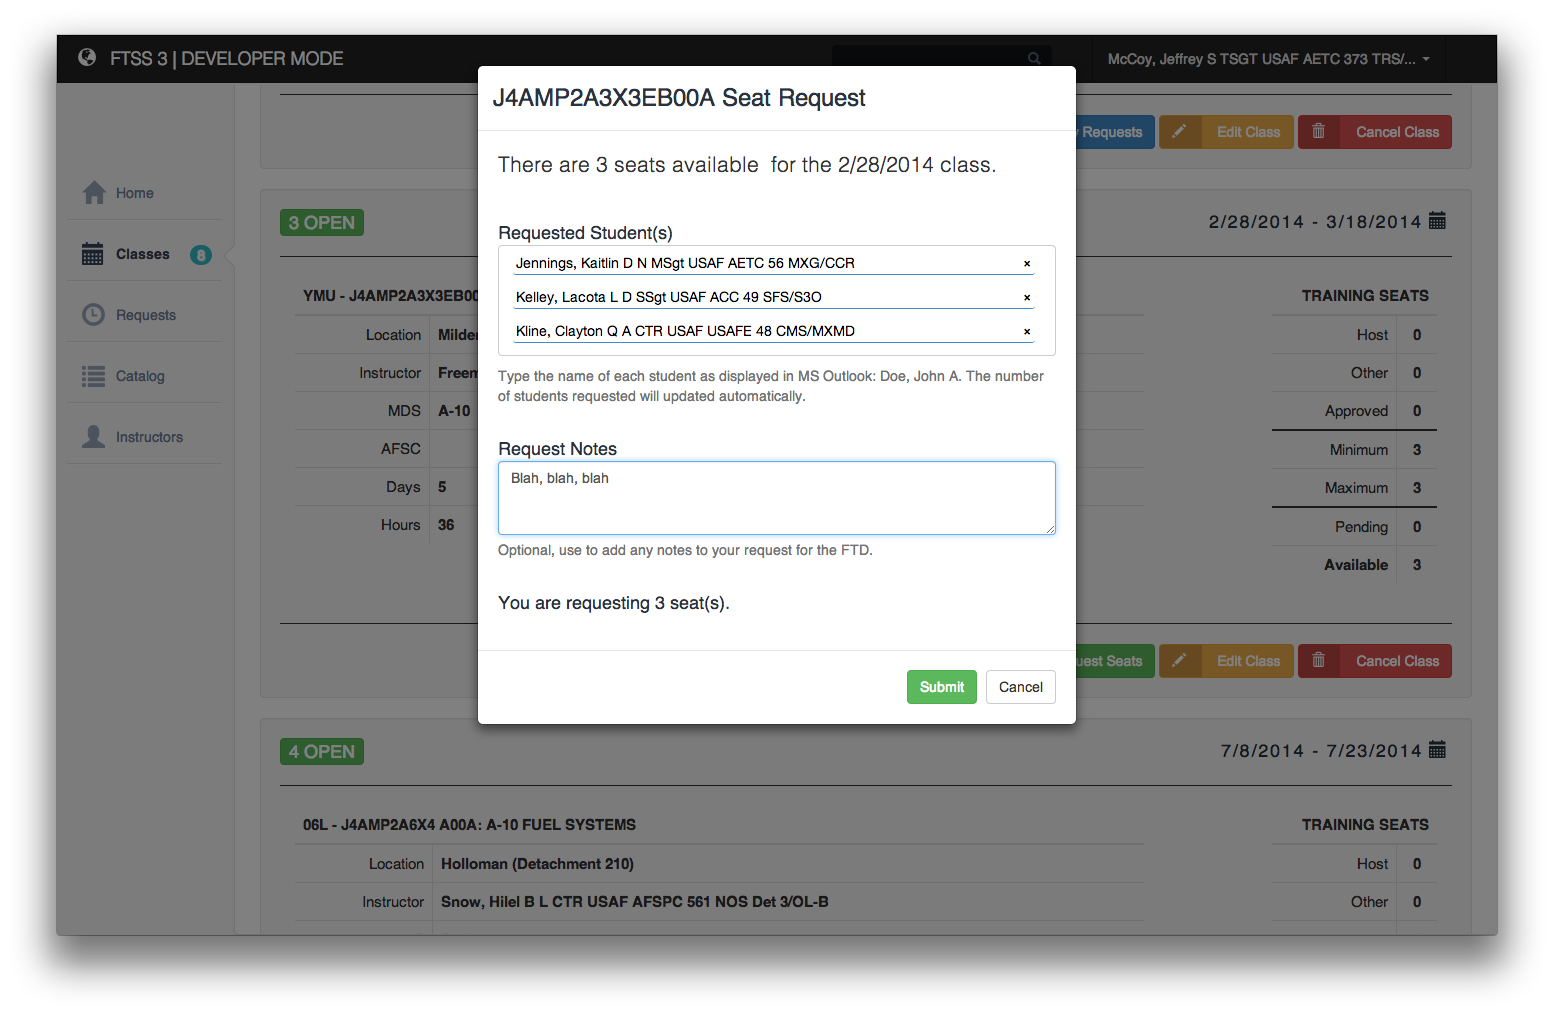 FTSS 3 | DEVELOPER MODE
McCoy, Jeffrey S TSGT USAF AETC 373 TRS/...
J4AMP2A3X3EB00A Seat Request
Requests
Edit Class
Cancel Class
There are 3 seats available for the 2/28/2014 class.
Home
Classes 8
Requests
Catalog
Instructors
3 OPEN
2/28/2014 - 3/18/2014
Requested Student(s)
Jennings, Kaitlin D N MSgt USAF AETC 56 MXG/CCR ×
Kelley, Lacota L D SSgt USAF ACC 49 SFS/S3O ×
Kline, Clayton Q A CTR USAF USAFE 48 CMS/MXMD ×
Type the name of each student as displayed in MS Outlook: Doe, John A. The number
of students requested will updated automatically.
Request Notes
Blah, blah, blah
Optional, use to add any notes to your request for the FTD.
You are requesting 3 seat(s).
Submit
Cancel
YMU - J4AMP2A3X3EB00
Location
Instructor
MDS A-10
AFSC
Days 5
Hours 36
TRAINING SEATS
Host 0
Other 0
Approved 0
Minimum 3
Maximum 3
Pending 0
Available 3
Seats
Edit Class
Cancel Class
4 OPEN
7/8/2014 - 7/23/2014
06L - J4AMP2A6X4 A00A: A-10 FUEL SYSTEMS
Location Holloman (Detachment 210)
Instructor Snow, Hilel B L CTR USAF AFSPC 561 NOS Det 3/OL-B
TRAINING SEATS
Host 0
Other 0